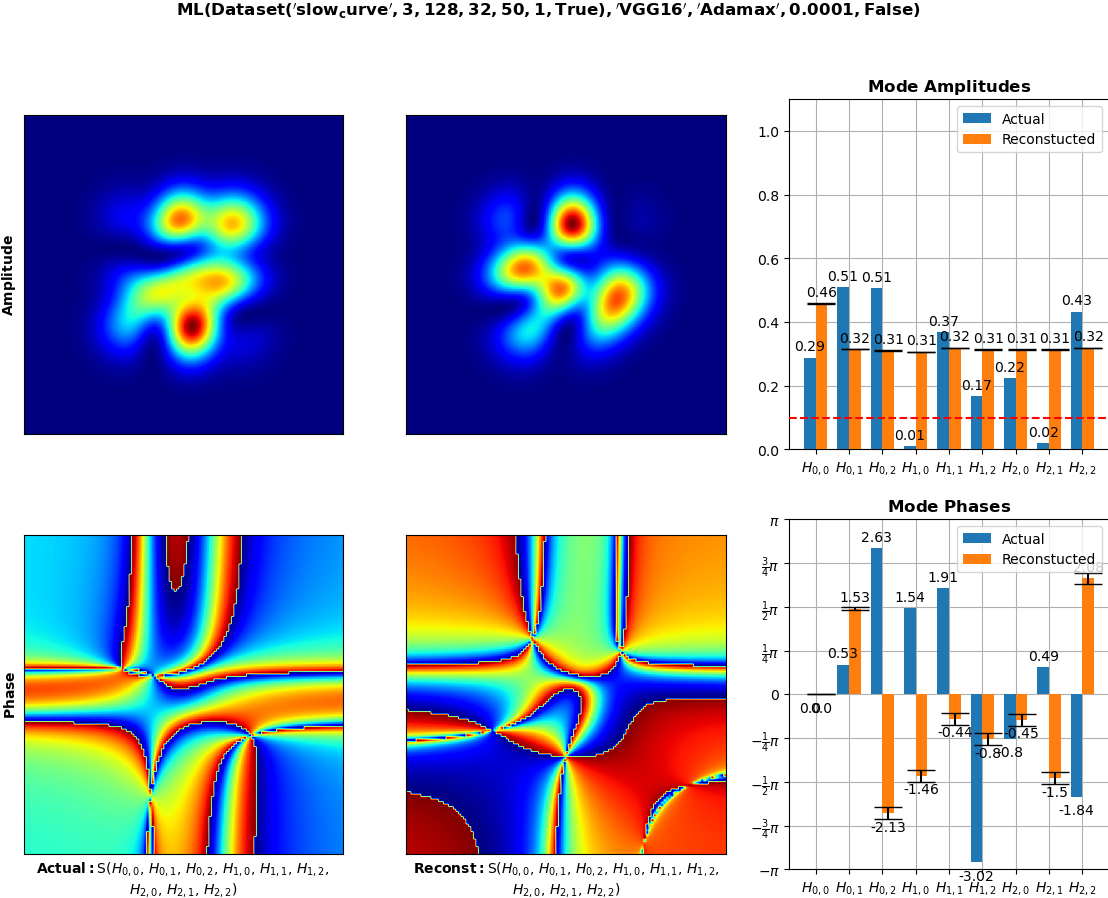 ML(Dataset('slow_curve', 3, 128, 32, 50, 1, True), 'VGG16', 'Adamax', 0.0001, False)
Mode Amplitudes
Amplitude
Actual
Reconstucted
1.0
0.8
0.6
0.4
0.2
0.0
0.29 0.51 0.51 0.01 0.37 0.17 0.22 0.02 0.43
0.46 0.32 0.31 0.31 0.32 0.31 0.31 0.31 0.32
H0,0 H0,1 H0,2 H1,0 H1,1 H1,2 H2,0 H2,1 H2,2
Mode Phases
Phase
Actual
Reconstucted
π
3/4π
1/2π
1/4π
0
−1/4π
−1/2π
−3/4π
−π
0.0 0.53 2.63 1.54 1.91 -3.02 -0.8 0.49 -1.84
0.0 1.53 -2.13 -1.46 -0.44 -0.8 -0.45 -1.5 2.08
H0,0 H0,1 H0,2 H1,0 H1,1 H1,2 H2,0 H2,1 H2,2
Actual: S(H0,0, H0,1, H0,2, H1,0, H1,1, H1,2,
H2,0, H2,1, H2,2)
Reconst: S(H0,0, H0,1, H0,2, H1,0, H1,1, H1,2,
H2,0, H2,1, H2,2)